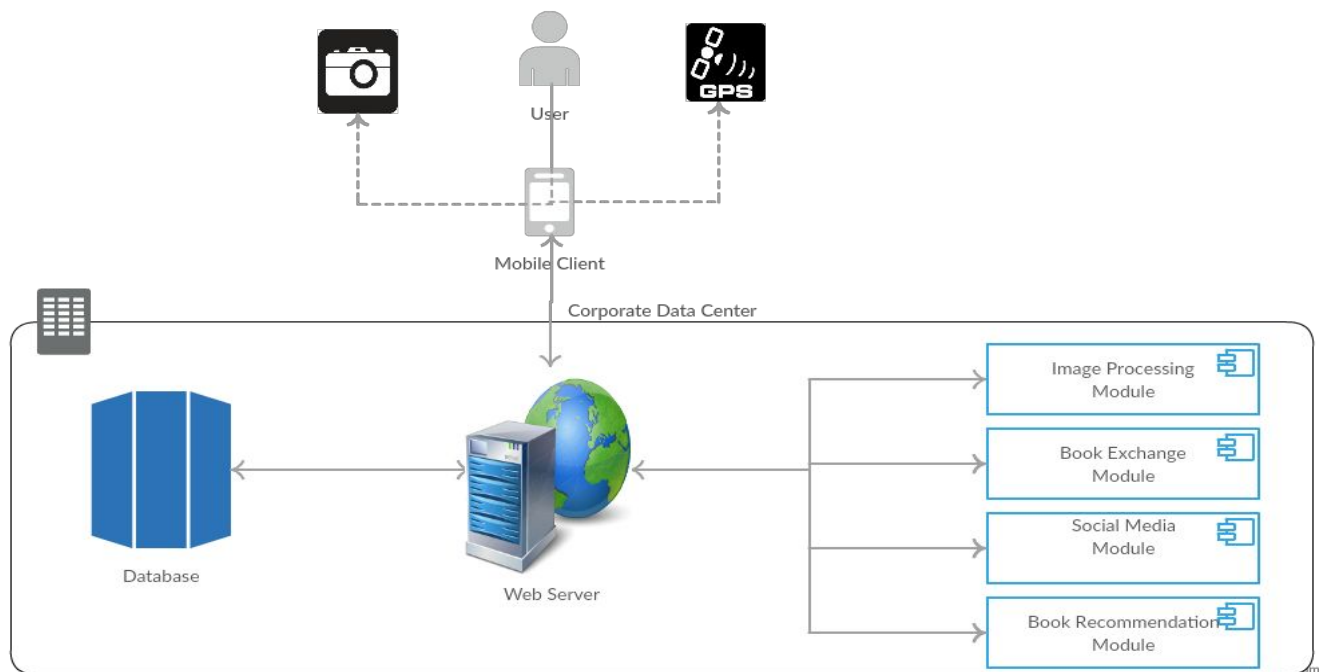 GPS
User
Mobile Client
Corporate Data Center
Image Processing
Module
Book Exchange
Module
Social Media
Module
Book Recommendation
Module
Database
Web Server